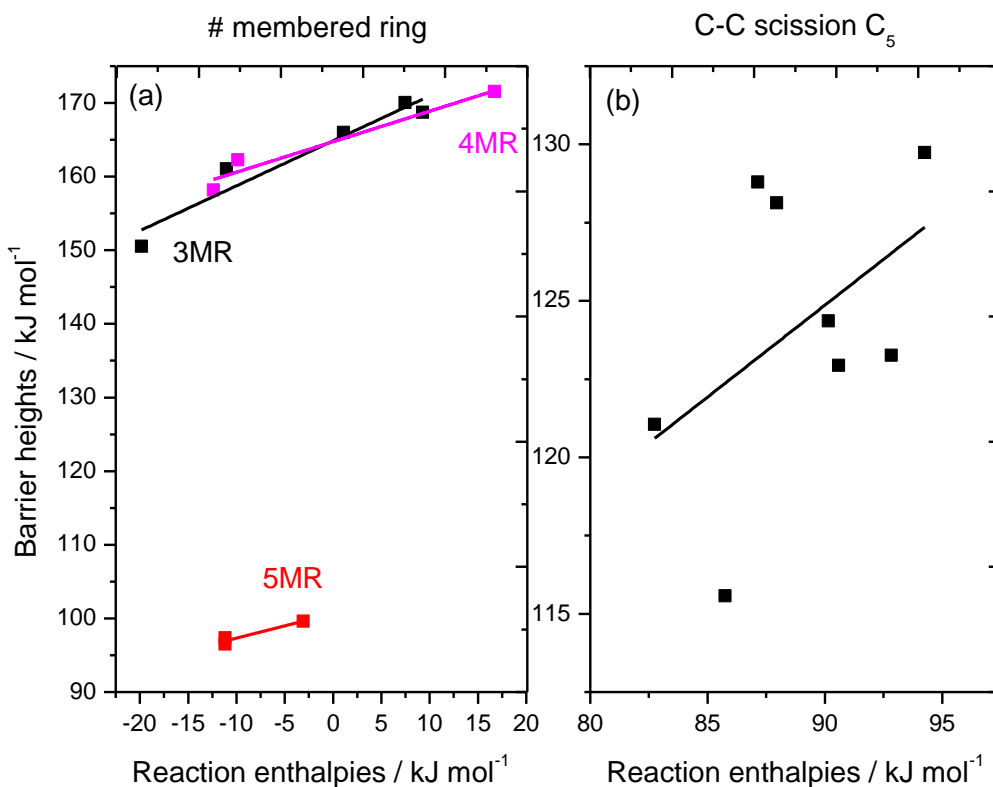 # membered ring
C-C scission C₅
(a)
(b)
170
160
150
140
130
120
110
100
90
130
125
120
115
4MR
3MR
5MR
-25 -20 -15 -10 -5 0 5 10 15 20
80 85 90 95
Barrier heights / kJ mol⁻¹
Reaction enthalpies / kJ mol⁻¹
Reaction enthalpies / kJ mol⁻¹